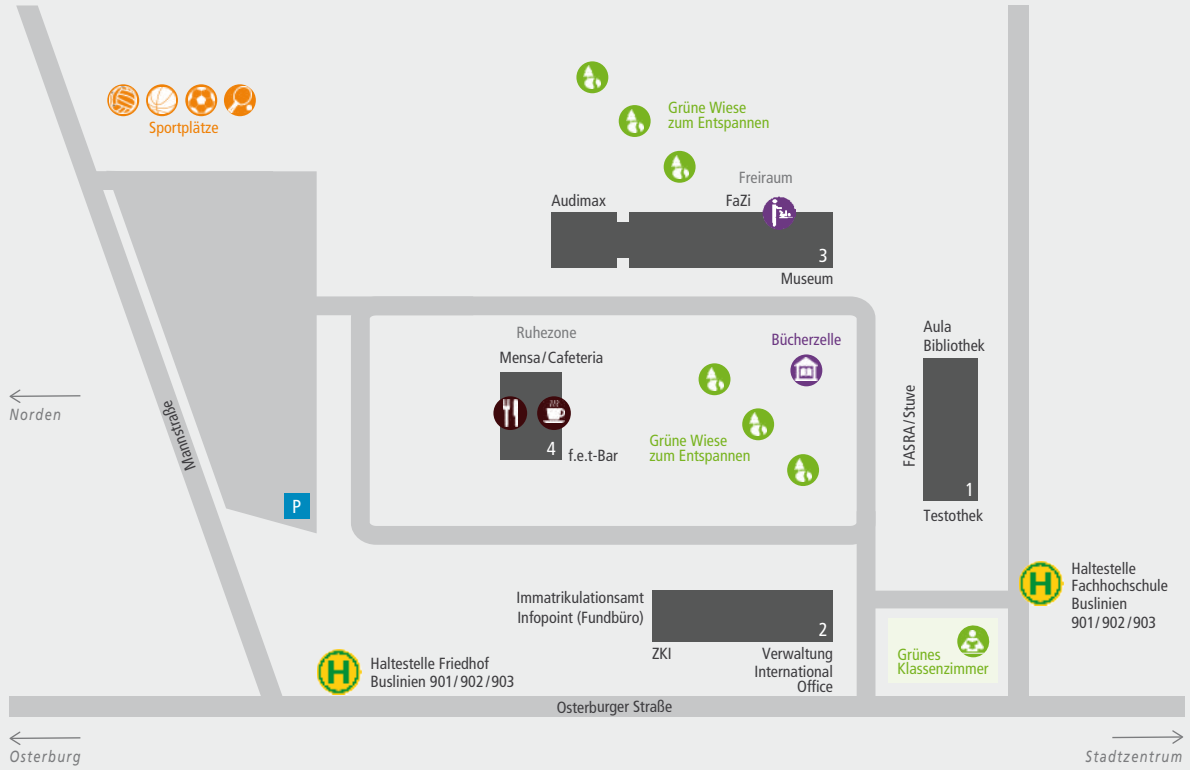 Sportplätze
Grüne Wiese
zum Entspannen
Freiraum
Audimax
FaZi
3
Museum
Ruhezone
Mensa/Cafeteria
4
f.e.t-Bar
Bücherzelle
Grüne Wiese
zum Entspannen
Aula
Bibliothek
FASRA/Stuve
1
Testothek
Norden
Mannstraße
P
H
Haltestelle
Fachhochschule
Buslinien
901/902/903
Immatrikulationsamt
Infopoint (Fundbüro)
2
ZKI
Verwaltung
International
Office
Grünes
Klassenzimmer
H
Haltestelle Friedhof
Buslinien 901/902/903
Osterburger Straße
Osterburg
Stadtzentrum